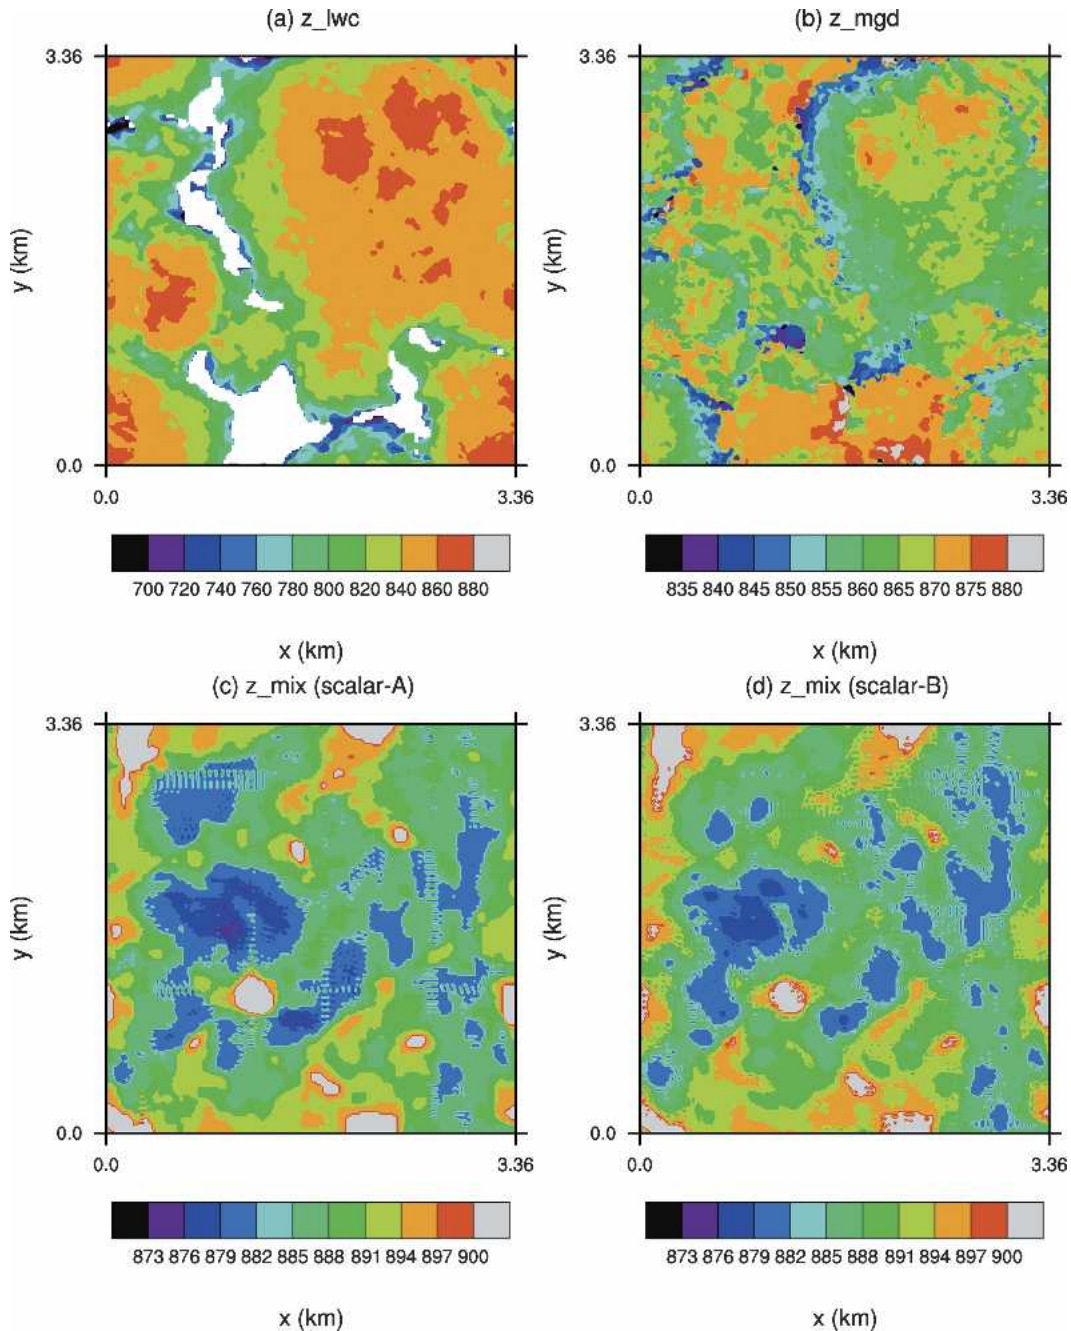 (a) z_lwc
3.36
y (km)
0.0
0.0 3.36
700 720 740 760 780 800 820 840 860 880
x (km)
(b) z_mgd
3.36
y (km)
0.0
0.0 3.36
835 840 845 850 855 860 865 870 875 880
x (km)
(c) z_mix (scalar-A)
3.36
y (km)
0.0
0.0 3.36
873 876 879 882 885 888 891 894 897 900
x (km)
(d) z_mix (scalar-B)
3.36
y (km)
0.0
0.0 3.36
873 876 879 882 885 888 891 894 897 900
x (km)